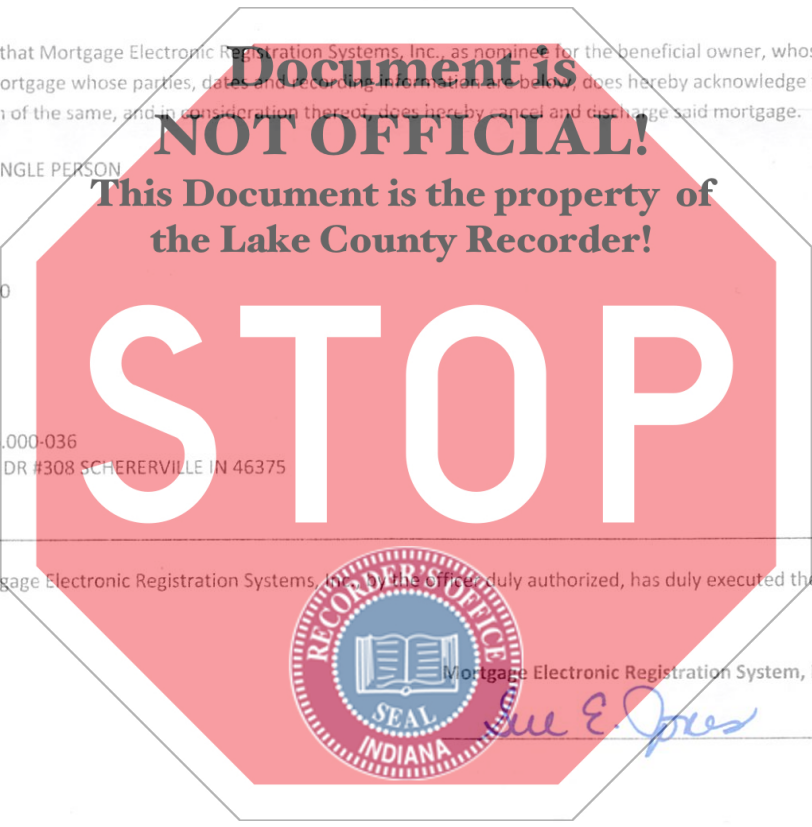 that Mortgage Electronic Registration Systems, Inc., as nominee for the beneficial owner, whos
Document is
ortgage whose parties, dates and recording information are below, does hereby acknowledge
n of the same, and in consideration thereof, does hereby cancel and discharge said mortgage.
NOT OFFICIAL!
NGLE PERSON
This Document is the property of
the Lake County Recorder!
0
STOP
.000-036
DR #308 SCHERERVILLE IN 46375
gage Electronic Registration Systems, Inc., by the officer duly authorized, has duly executed the
RECORDER'S OFFICE
SEAL
INDIANA
Mortgage Electronic Registration System,
Sue E. Jones